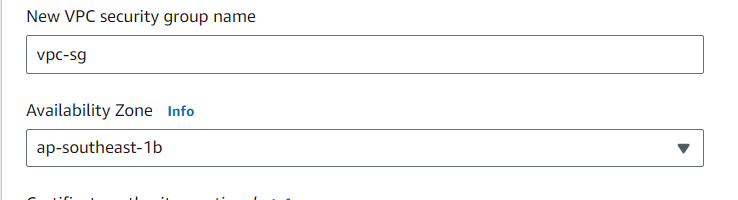 New VPC security group name
vpc-sg
Availability Zone Info
ap-southeast-1b